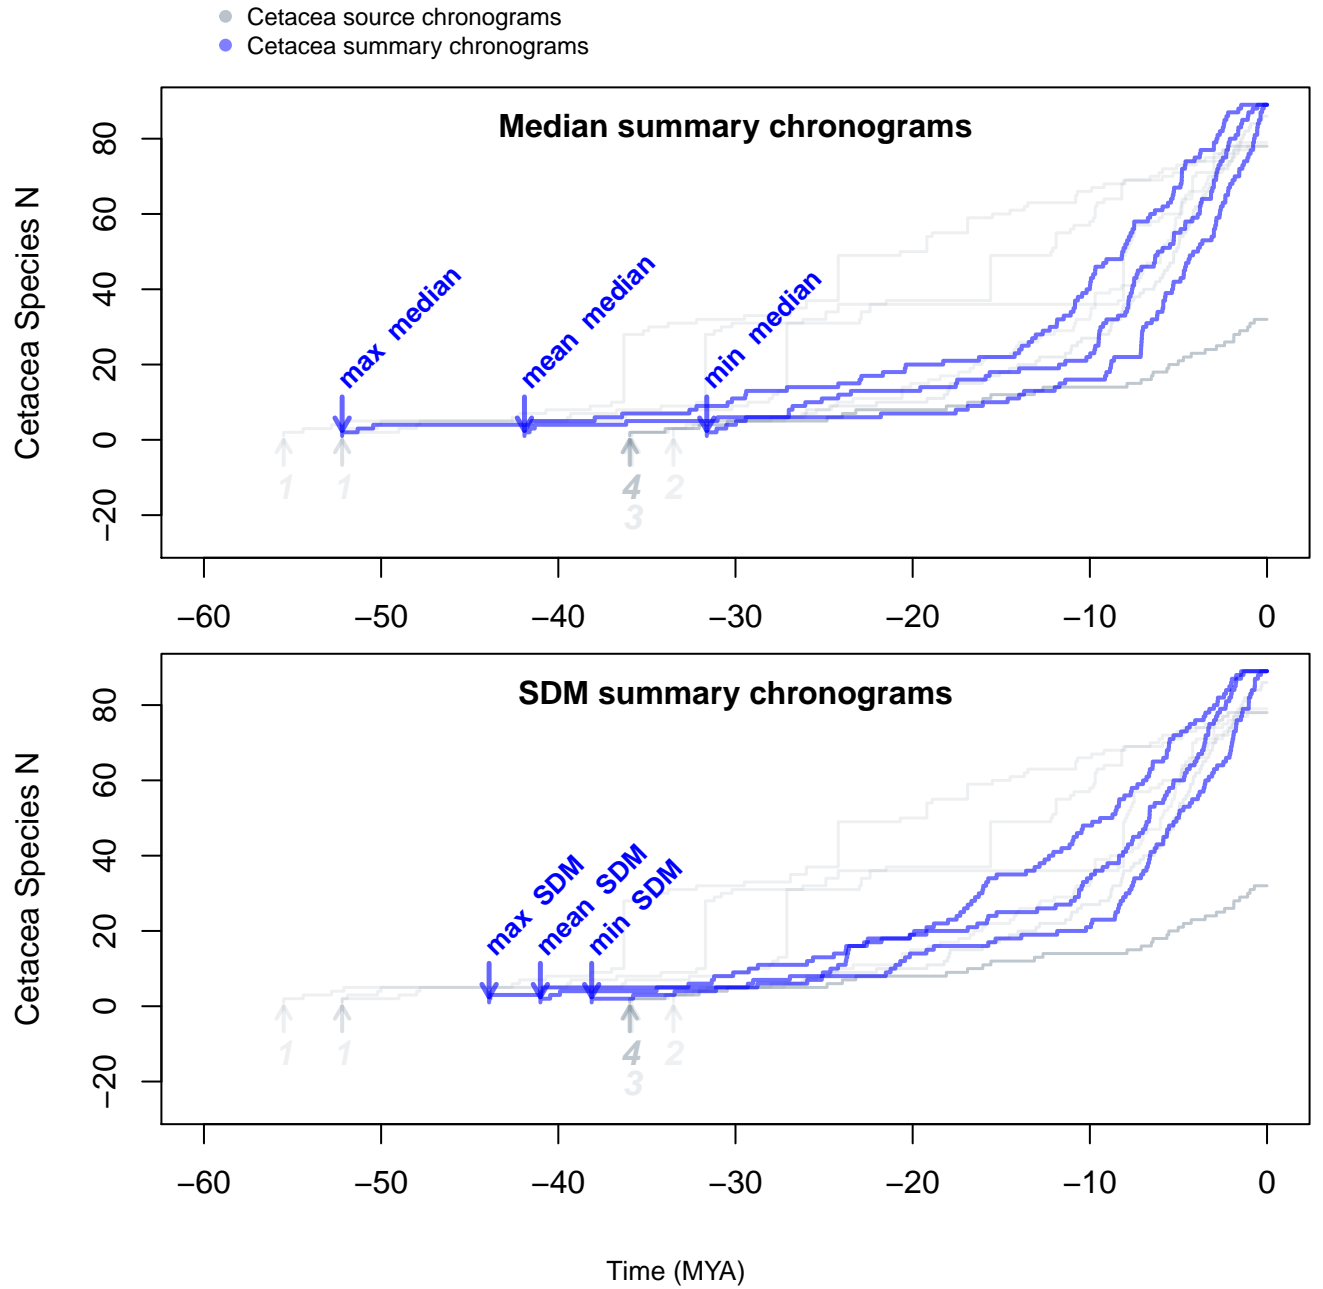 Cetacea source chronograms
Cetacea summary chronograms
Median summary chronograms
Cetacea Species N
80
60
40
20
0
−20
max median
mean median
min median
1
1
4
2
3
−60
−50
−40
−30
−20
−10
0
SDM summary chronograms
Cetacea Species N
80
60
40
20
0
−20
max SDM
mean SDM
min SDM
1
1
4
2
3
−60
−50
−40
−30
−20
−10
0
Time (MYA)